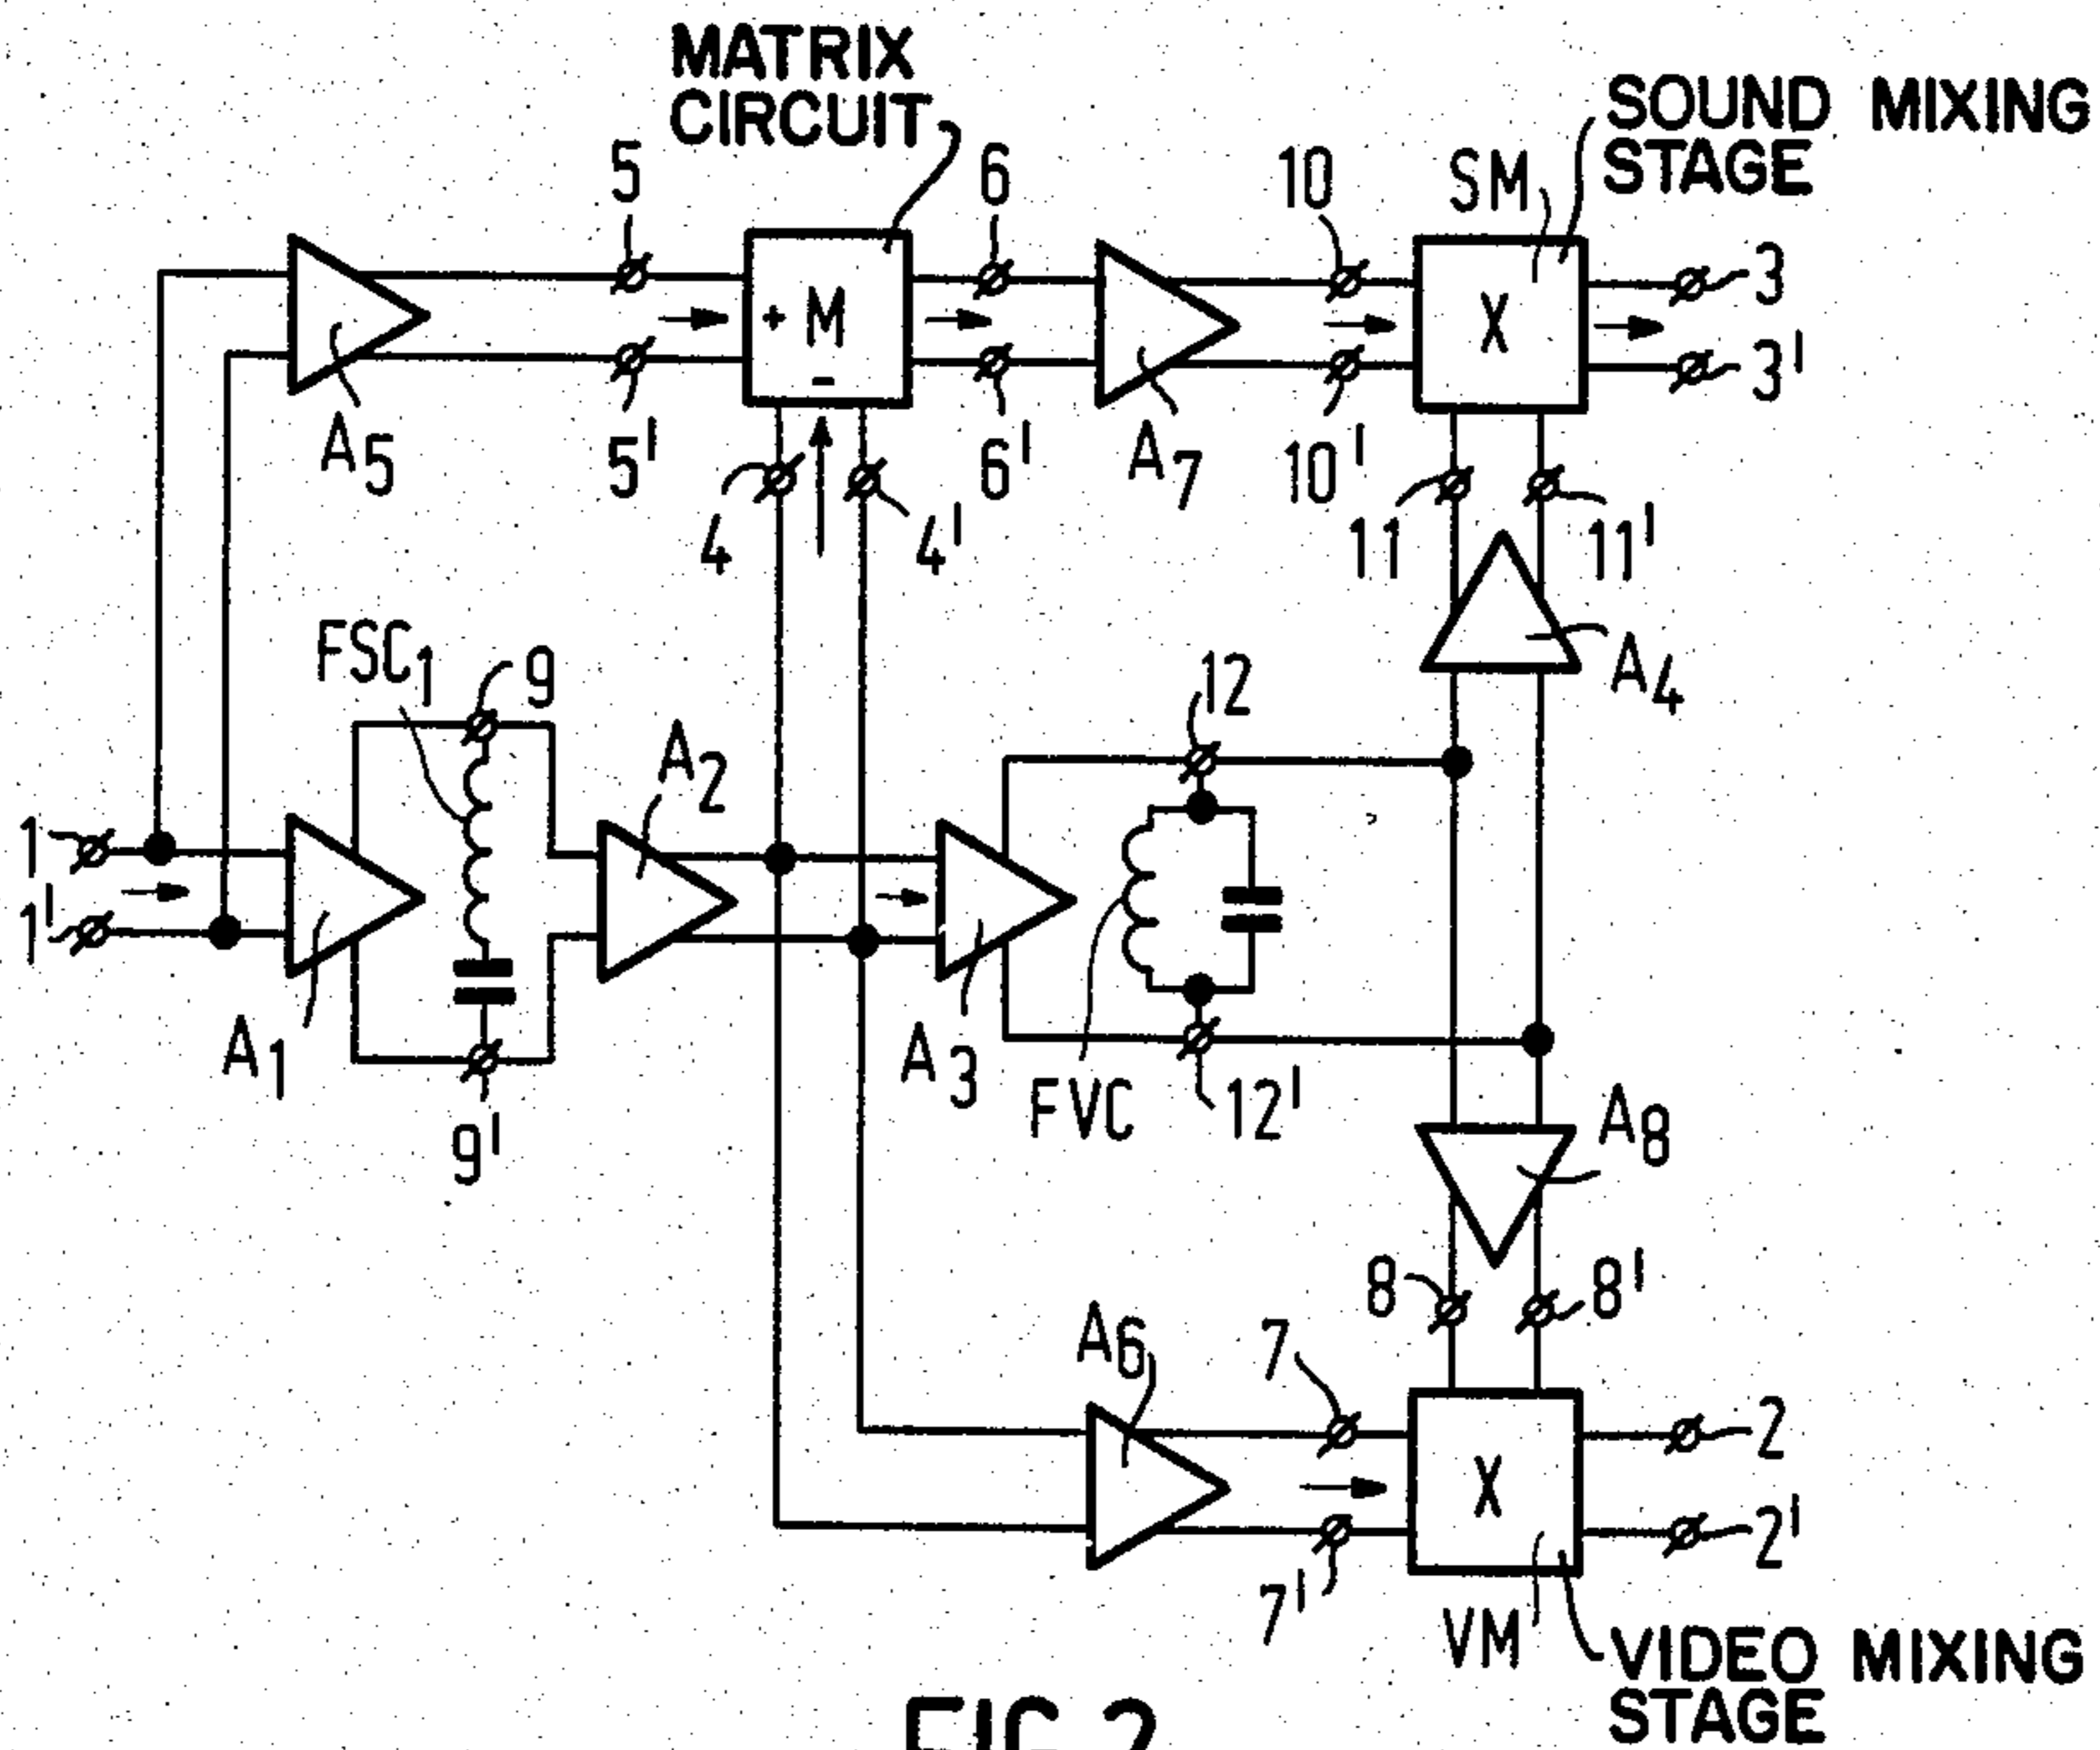 MATRIX
CIRCUIT
SOUND MIXING
STAGE
5
6
10
SM
+ M
-
X
3
3'
A5
5'
4
4'
6'
A7
10'
11
11'
FSC1
9
A2
12
A4
1
1'
A1
9'
A3
FVC
12'
A8
8
8'
A6
7
X
2
2'
7'
VM
VIDEO MIXING
STAGE
FIG.2